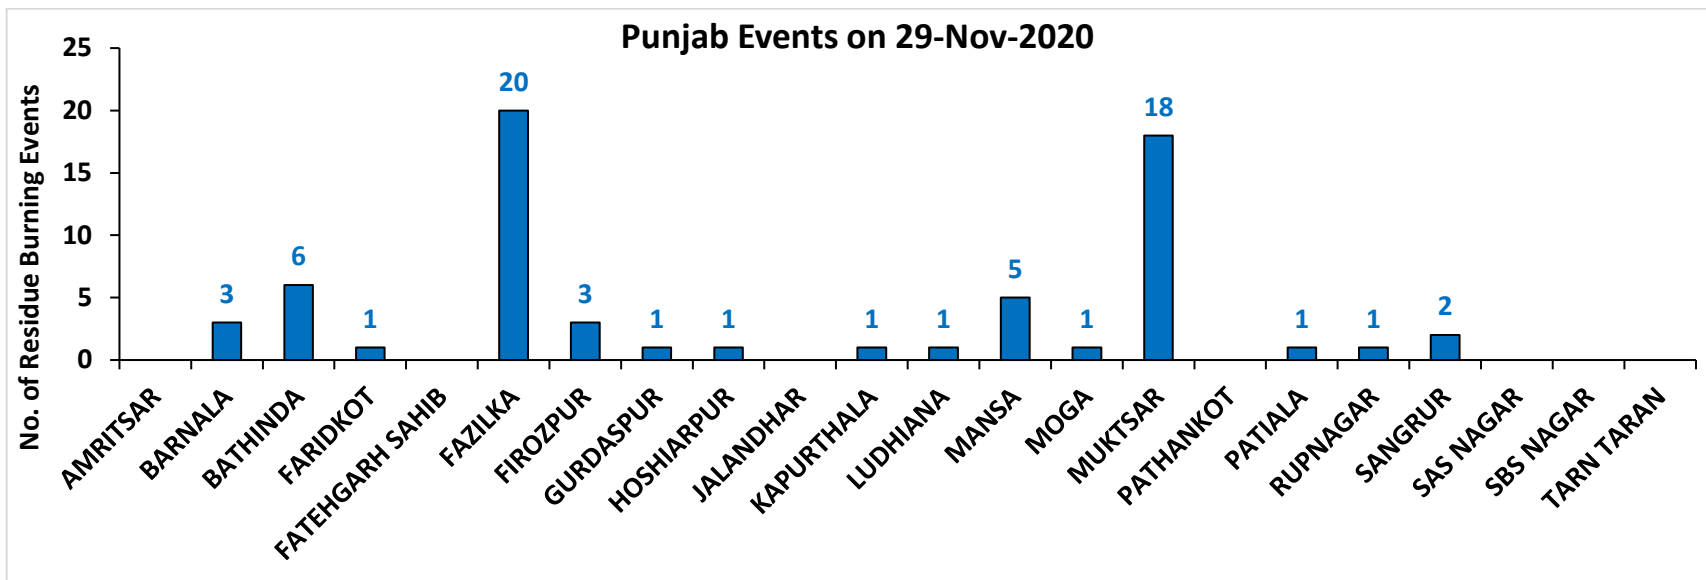 Punjab Events on 29-Nov-2020
No. of Residue Burning Events
25
20
15
10
5
0
3
6
1
20
3
1
1
1
1
5
1
18
1
1
2
AMRITSAR
BARNALA
BATHINDA
FARIDKOT
FATEHGARH SAHIB
FAZILKA
FIROZPUR
GURDASPUR
HOSHIARPUR
JALANDHAR
KAPURTHALA
LUDHIANA
MANSA
MOGA
MUKTSAR
PATHANKOT
PATIALA
RUPNAGAR
SANGRUR
SAS NAGAR
SBS NAGAR
TARN TARAN